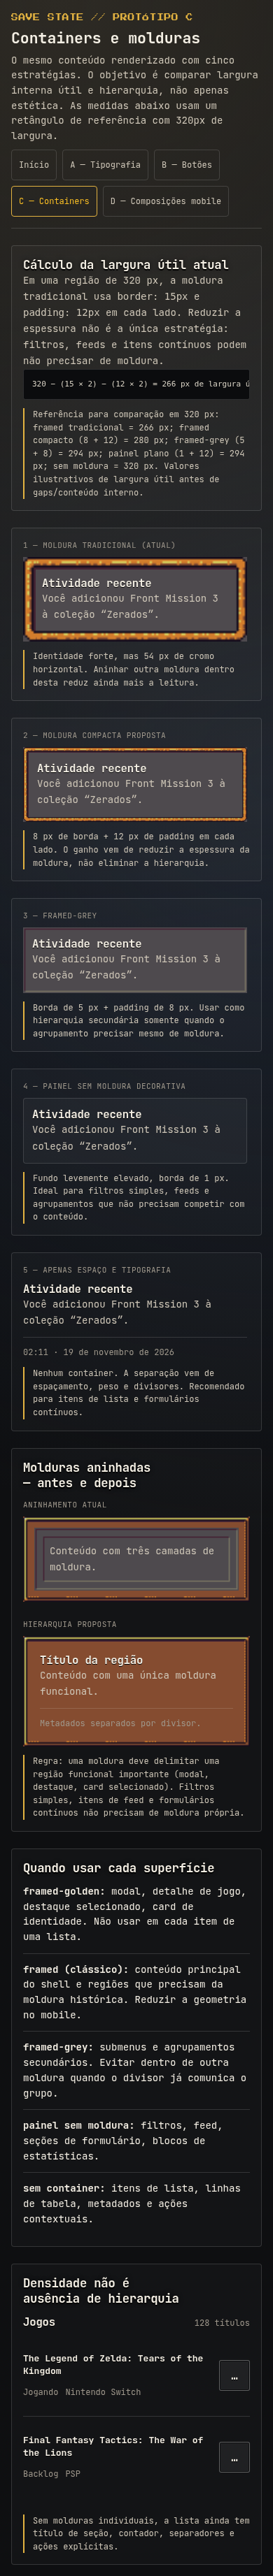 SAVE STATE // PROTÓTIPO C
Containers e molduras
O mesmo conteúdo renderizado com cinco
estratégias. O objetivo é comparar largura
interna útil e hierarquia, não apenas
estética. As medidas abaixo usam um
retângulo de referência com 320px de
largura.
Início
A — Tipografia
B — Botões
C — Containers
D — Composições mobile
Cálculo da largura útil atual
Em uma região de 320 px, a moldura
tradicional usa border: 15px e
padding: 12px em cada lado. Reduzir a
espessura não é a única estratégia:
filtros, feeds e itens contínuos podem
não precisar de moldura.
320 − (15 × 2) − (12 × 2) = 266 px de largura ú
Referência para comparação em 320 px:
framed tradicional = 266 px; framed
compacto (8 + 12) = 280 px; framed-grey (5
+ 8) = 294 px; painel plano (1 + 12) = 294
px; sem moldura = 320 px. Valores
ilustrativos de largura útil antes de
gaps/conteúdo interno.
1 — MOLDURA TRADICIONAL (ATUAL)
Atividade recente
Você adicionou Front Mission 3
à coleção “Zerados”.
Identidade forte, mas 54 px de cromo
horizontal. Aninhar outra moldura dentro
desta reduz ainda mais a leitura.
2 — MOLDURA COMPACTA PROPOSTA
Atividade recente
Você adicionou Front Mission 3 à
coleção “Zerados”.
8 px de borda + 12 px de padding em cada
lado. O ganho vem de reduzir a espessura da
moldura, não eliminar a hierarquia.
3 — FRAMED-GREY
Atividade recente
Você adicionou Front Mission 3 à
coleção “Zerados”.
Borda de 5 px + padding de 8 px. Usar como
hierarquia secundária somente quando o
agrupamento precisar mesmo de moldura.
4 — PAINEL SEM MOLDURA DECORATIVA
Atividade recente
Você adicionou Front Mission 3 à
coleção “Zerados”.
Fundo levemente elevado, borda de 1 px.
Ideal para filtros simples, feeds e
agrupamentos que não precisam competir com
o conteúdo.
5 — APENAS ESPAÇO E TIPOGRAFIA
Atividade recente
Você adicionou Front Mission 3 à
coleção “Zerados”.
02:11 · 19 de novembro de 2026
Nenhum container. A separação vem de
espaçamento, peso e divisores. Recomendado
para itens de lista e formulários
contínuos.
Molduras aninhadas
— antes e depois
ANINHAMENTO ATUAL
Conteúdo com três camadas de
moldura.
HIERARQUIA PROPOSTA
Título da região
Conteúdo com uma única moldura
funcional.
Metadados separados por divisor.
Regra: uma moldura deve delimitar uma
região funcional importante (modal,
destaque, card selecionado). Filtros
simples, itens de feed e formulários
contínuos não precisam de moldura própria.
Quando usar cada superfície
framed-golden: modal, detalhe de jogo,
destaque selecionado, card de
identidade. Não usar em cada item de
uma lista.
framed (clássico): conteúdo principal
do shell e regiões que precisam da
moldura histórica. Reduzir a geometria
no mobile.
framed-grey: submenus e agrupamentos
secundários. Evitar dentro de outra
moldura quando o divisor já comunica o
grupo.
painel sem moldura: filtros, feed,
seções de formulário, blocos de
estatísticas.
sem container: itens de lista, linhas
de tabela, metadados e ações
contextuais.
Densidade não é
ausência de hierarquia
Jogos
128 títulos
The Legend of Zelda: Tears of the
Kingdom
…
Jogando Nintendo Switch
Final Fantasy Tactics: The War of
the Lions
…
Backlog PSP
Sem molduras individuais, a lista ainda tem
título de seção, contador, separadores e
ações explícitas.